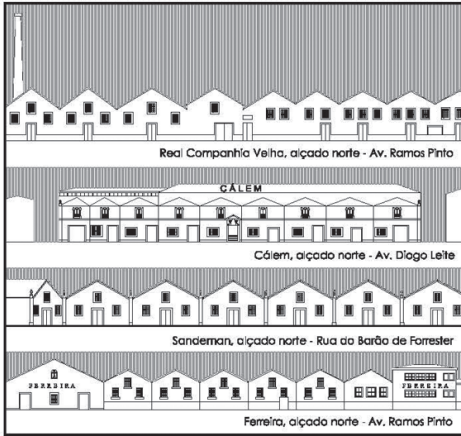 Real Companhia Velha, alçado norte - Av. Ramos Pinto
CÁLEM
Cálem, alçado norte - Av. Diogo Leite
Sandeman, alçado norte - Rua do Barão de Forrester
FERREIRA
FERREIRA
Ferreira, alçado norte - Av. Ramos Pinto